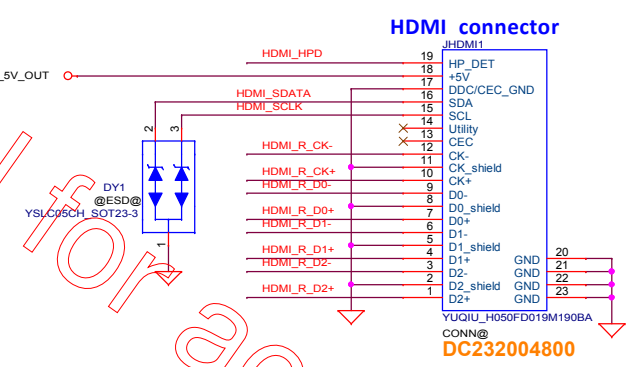 HDMI connector
JHDMI1
HDMI_HPD 19 HP_DET
_5V_OUT 18 +5V
17 DDC/CEC_GND
HDMI_SDATA 16 SDA
HDMI_SCLK 15 SCL
14 Utility
13 CEC
HDMI_R_CK- 12 CK-
11 CK_shield
HDMI_R_CK+ 10 CK+
HDMI_R_D0- 9 D0-
8 D0_shield
HDMI_R_D0+ 7 D0+
HDMI_R_D1- 6 D1-
5 D1_shield
HDMI_R_D1+ 4 D1+ GND 20
HDMI_R_D2- 3 D2- GND 21
2 D2_shield GND 22
HDMI_R_D2+ 1 D2+ GND 23
2 3
DY1
@ESD@
YSLC05CH_SOT23-3
1
YUQIU_H050FD019M190BA
CONN@
DC232004800
for